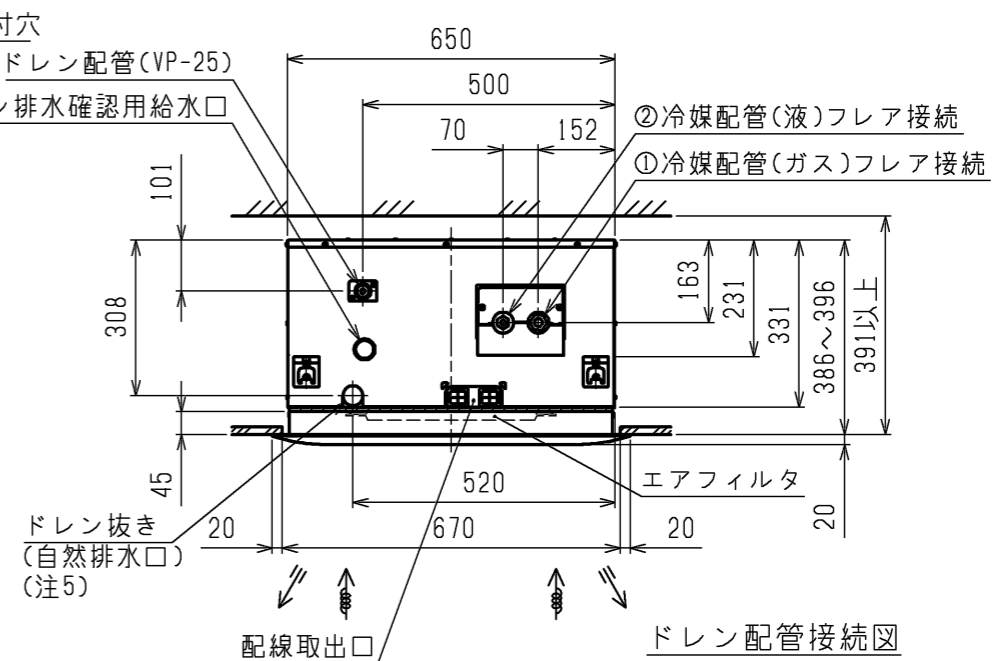 付穴
650
ドレン配管(VP-25)
500
ン排水確認用給水口
②冷媒配管(液)フレア接続
70
152
①冷媒配管(ガス)フレア接続
101
308
163
231
331
386~396
391以上
45
520
エアフィルタ
20
ドレン抜き
(自然排水口)
(注5)
20
670
20
配線取出口
ドレン配管接続図